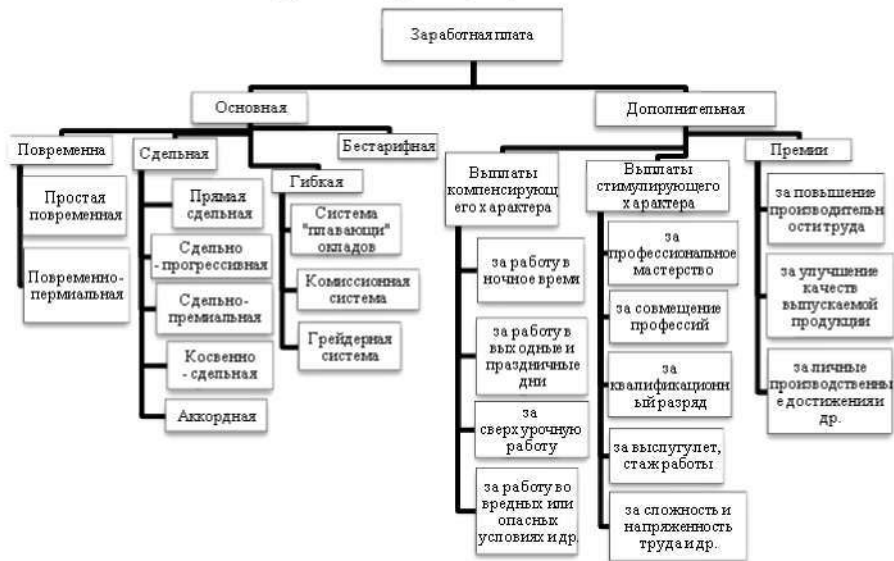 Заработная плата
Основная
Дополнительная
Повременна
Сдельная
Бестарифная
Гибкая
Выплаты
компенсирующ
его характера
Выплаты
стимулирующего
характера
Премии
Простая
повременная
Повременно-
пермиальная
Прямая
сдельная
Сдельно
- прогрессивная
Сдельно-
премиальная
Косвенно
- сдельная
Аккордная
Система
"плавающи"
окладов
Комиссионная
система
Грейдерная
система
за работу в
ночное время
за работу в
выходные и
праздничные
дни
за
сверхурочную
работу
за работу во
вредных или
опасных
условиях и др.
за
профессиональное
мастерство
за совмещение
профессий
за
квалификационн
ый разряд
за выслугу лет,
стаж работы
за сложность и
напряженность
труда и др.
за повышение
производительн
ости труда
за улучшение
качеств
выпускаемой
продукции
за личные
производственны
е достижения и
др.